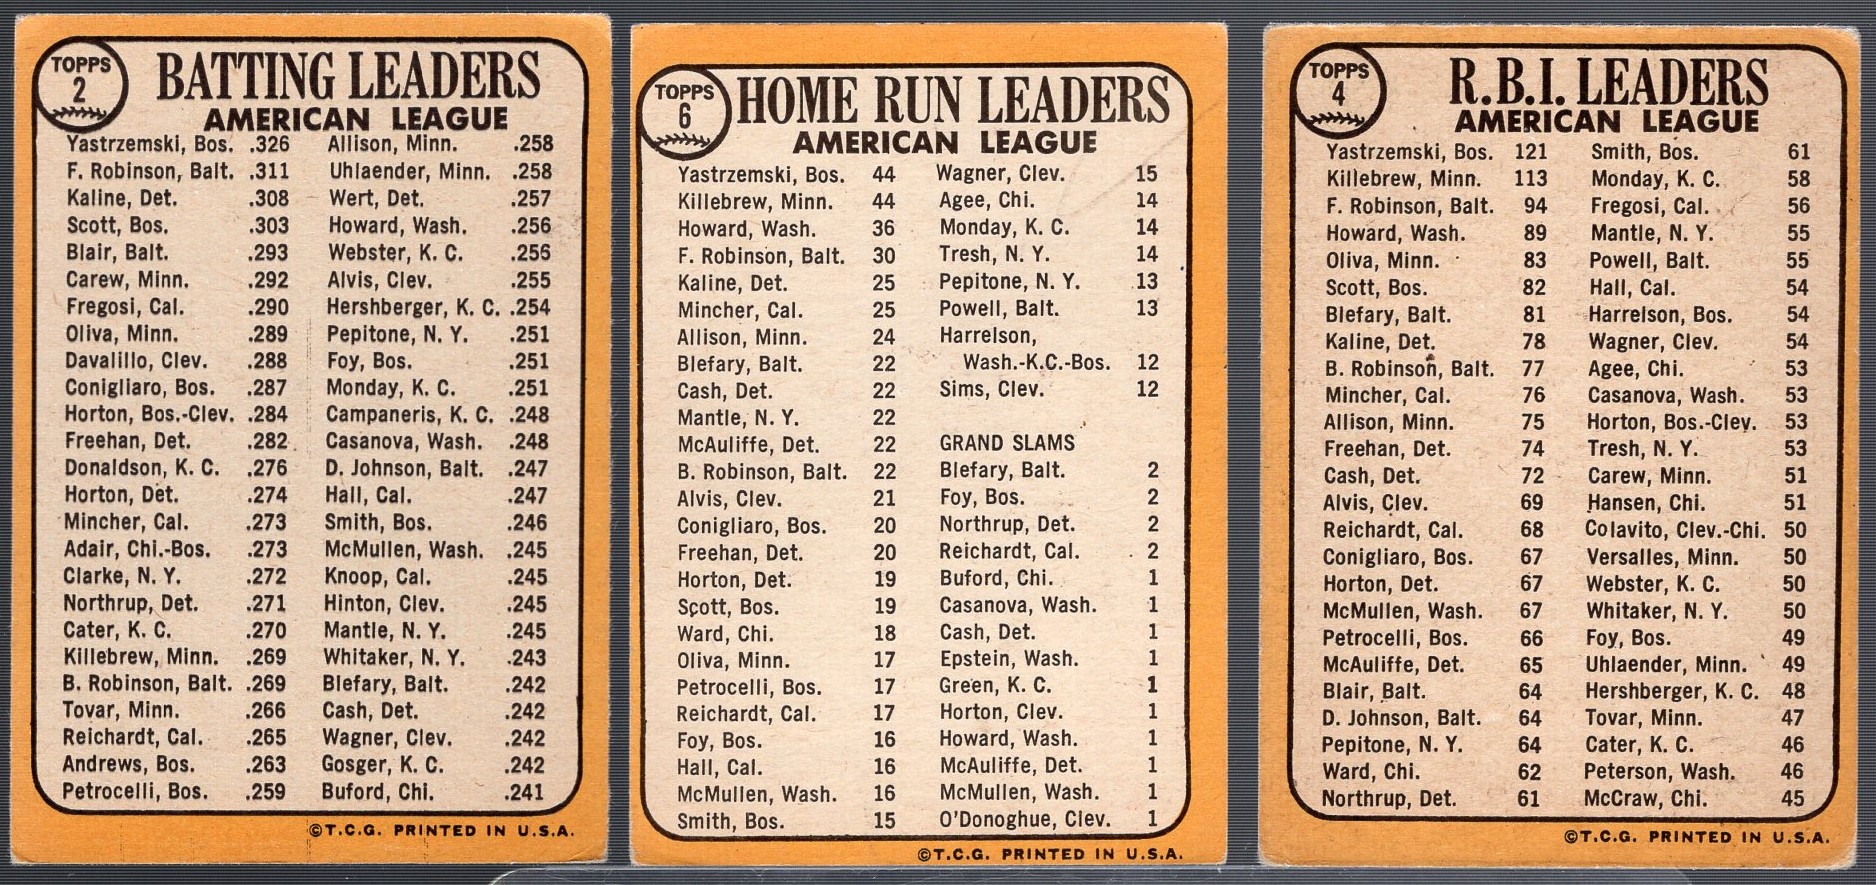 TOPPS
2
BATTING LEADERS
AMERICAN LEAGUE
Yastrzemski, Bos. .326
F. Robinson, Balt. .311
Kaline, Det. .308
Scott, Bos. .303
Blair, Balt. .293
Carew, Minn. .292
Fregosi, Cal. .290
Oliva, Minn. .289
Davalillo, Clev. .288
Conigliaro, Bos. .287
Horton, Bos.-Clev. .284
Freehan, Det. .282
Donaldson, K. C. .276
Horton, Det. .274
Mincher, Cal. .273
Adair, Chi.-Bos. .273
Clarke, N. Y. .272
Northrup, Det. .271
Cater, K. C. .270
Killebrew, Minn. .269
B. Robinson, Balt. .269
Tovar, Minn. .266
Reichardt, Cal. .265
Andrews, Bos. .263
Petrocelli, Bos. .259
Allison, Minn. .258
Uhlaender, Minn. .258
Wert, Det. .257
Howard, Wash. .256
Webster, K. C. .256
Alvis, Clev. .255
Hershberger, K. C. .254
Pepitone, N. Y. .251
Foy, Bos. .251
Monday, K. C. .251
Campaneris, K. C. .248
Casanova, Wash. .248
D. Johnson, Balt. .247
Hall, Cal. .247
Smith, Bos. .246
McMullen, Wash. .245
Knoop, Cal. .245
Hinton, Clev. .245
Mantle, N. Y. .245
Whitaker, N. Y. .243
Blefary, Balt. .242
Cash, Det. .242
Wagner, Clev. .242
Gosger, K. C. .242
Buford, Chi. .241
©T.C.G. PRINTED IN U.S.A.
TOPPS
6
HOME RUN LEADERS
AMERICAN LEAGUE
Yastrzemski, Bos. 44
Killebrew, Minn. 44
Howard, Wash. 36
F. Robinson, Balt. 30
Kaline, Det. 25
Mincher, Cal. 25
Allison, Minn. 24
Blefary, Balt. 22
Cash, Det. 22
Mantle, N. Y. 22
McAuliffe, Det. 22
B. Robinson, Balt. 22
Alvis, Clev. 21
Conigliaro, Bos. 20
Freehan, Det. 20
Horton, Det. 19
Scott, Bos. 19
Ward, Chi. 18
Oliva, Minn. 17
Petrocelli, Bos. 17
Reichardt, Cal. 17
Foy, Bos. 16
Hall, Cal. 16
McMullen, Wash. 16
Smith, Bos. 15
Wagner, Clev. 15
Agee, Chi. 14
Monday, K. C. 14
Tresh, N. Y. 14
Pepitone, N. Y. 13
Powell, Balt. 13
Harrelson,
Wash.-K.C.-Bos. 12
Sims, Clev. 12
GRAND SLAMS
Blefary, Balt. 2
Foy, Bos. 2
Northrup, Det. 2
Reichardt, Cal. 2
Buford, Chi. 1
Casanova, Wash. 1
Cash, Det. 1
Epstein, Wash. 1
Green, K. C. 1
Horton, Clev. 1
Howard, Wash. 1
McAuliffe, Det. 1
McMullen, Wash. 1
O'Donoghue, Clev. 1
©T.C.G. PRINTED IN U.S.A.
TOPPS
4
R.B.I. LEADERS
AMERICAN LEAGUE
Yastrzemski, Bos. 121
Killebrew, Minn. 113
F. Robinson, Balt. 94
Howard, Wash. 89
Oliva, Minn. 83
Scott, Bos. 82
Blefary, Balt. 81
Kaline, Det. 78
B. Robinson, Balt. 77
Mincher, Cal. 76
Allison, Minn. 75
Freehan, Det. 74
Cash, Det. 72
Alvis, Clev. 69
Reichardt, Cal. 68
Conigliaro, Bos. 67
Horton, Det. 67
McMullen, Wash. 67
Petrocelli, Bos. 66
McAuliffe, Det. 65
Blair, Balt. 64
D. Johnson, Balt. 64
Pepitone, N. Y. 64
Ward, Chi. 62
Northrup, Det. 61
Smith, Bos. 61
Monday, K. C. 58
Fregosi, Cal. 56
Mantle, N. Y. 55
Powell, Balt. 55
Hall, Cal. 54
Harrelson, Bos. 54
Wagner, Clev. 54
Agee, Chi. 53
Casanova, Wash. 53
Horton, Bos.-Clev. 53
Tresh, N. Y. 53
Carew, Minn. 51
Hansen, Chi. 51
Colavito, Clev.-Chi. 50
Versalles, Minn. 50
Webster, K. C. 50
Whitaker, N. Y. 50
Foy, Bos. 49
Uhlaender, Minn. 49
Hershberger, K. C. 48
Tovar, Minn. 47
Cater, K. C. 46
Peterson, Wash. 46
McCraw, Chi. 45
©T.C.G. PRINTED IN U.S.A.